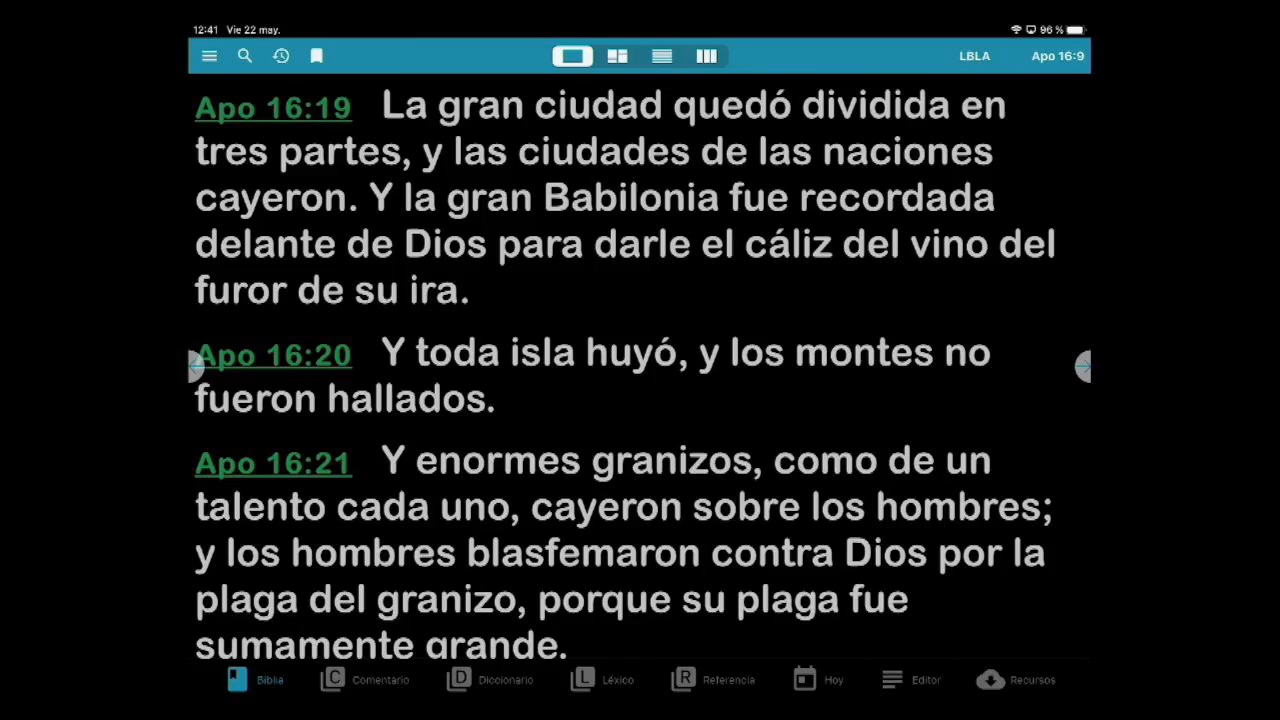 12:41 Vie 22 may. 96 %
LBLA Apo 16:9
Apo 16:19 La gran ciudad quedó dividida en
tres partes, y las ciudades de las naciones
cayeron. Y la gran Babilonia fue recordada
delante de Dios para darle el cáliz del vino del
furor de su ira.
Apo 16:20 Y toda isla huyó, y los montes no
fueron hallados.
Apo 16:21 Y enormes granizos, como de un
talento cada uno, cayeron sobre los hombres;
y los hombres blasfemaron contra Dios por la
plaga del granizo, porque su plaga fue
sumamente grande.
Biblia C Comentario D Diccionario L Léxico R Referencia Hoy Editor Recursos